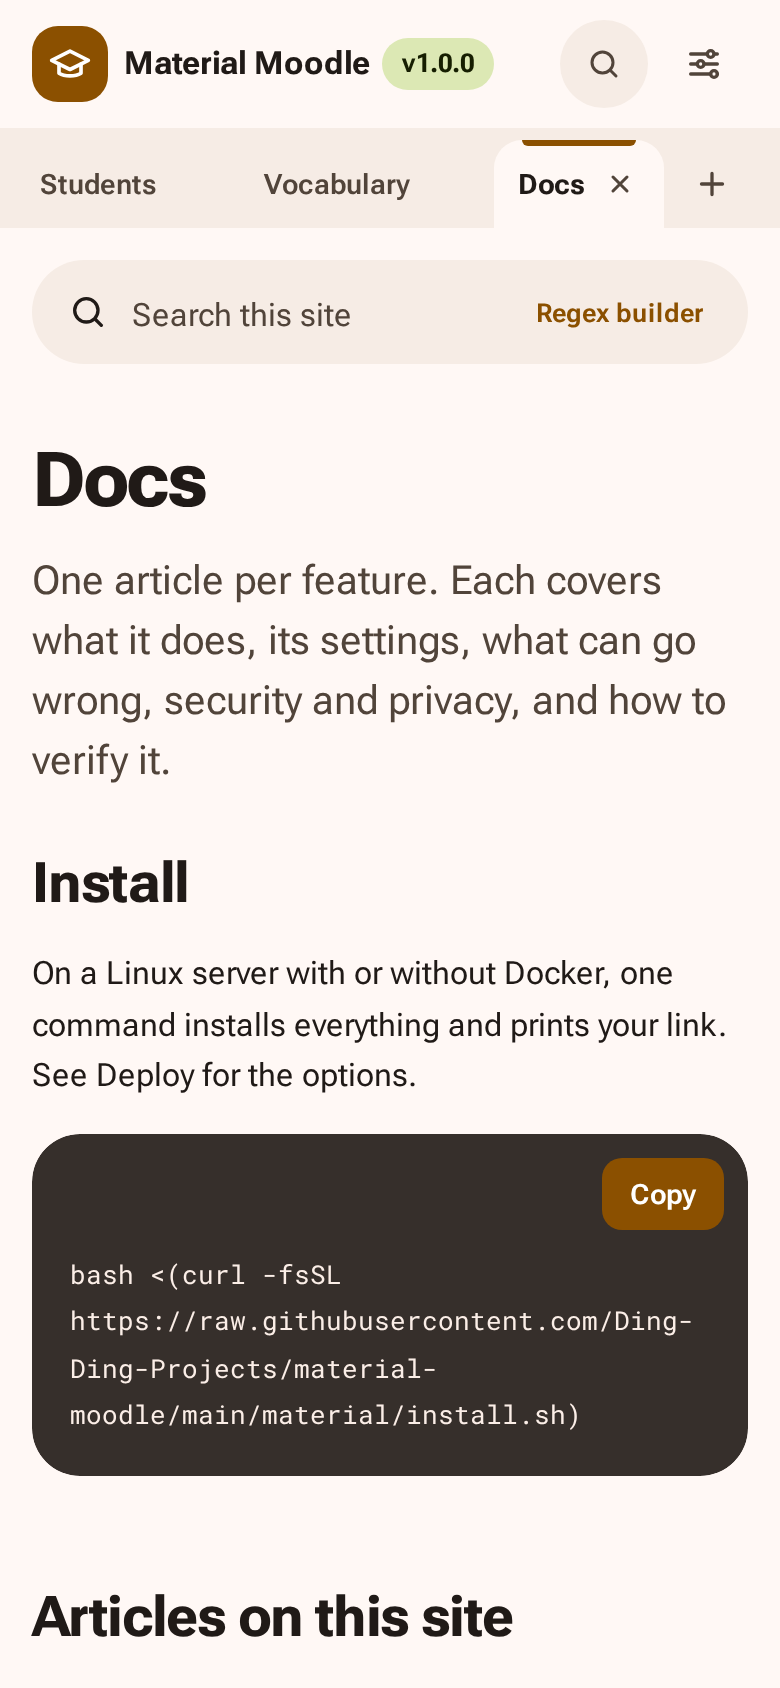 Material Moodle v1.0.0
Students Vocabulary Docs
Search this site Regex builder
Docs
One article per feature. Each covers
what it does, its settings, what can go
wrong, security and privacy, and how to
verify it.
Install
On a Linux server with or without Docker, one
command installs everything and prints your link.
See Deploy for the options.
Copy
bash <(curl -fsSL
https://raw.githubusercontent.com/Ding-
Ding-Projects/material-
moodle/main/material/install.sh)
Articles on this site